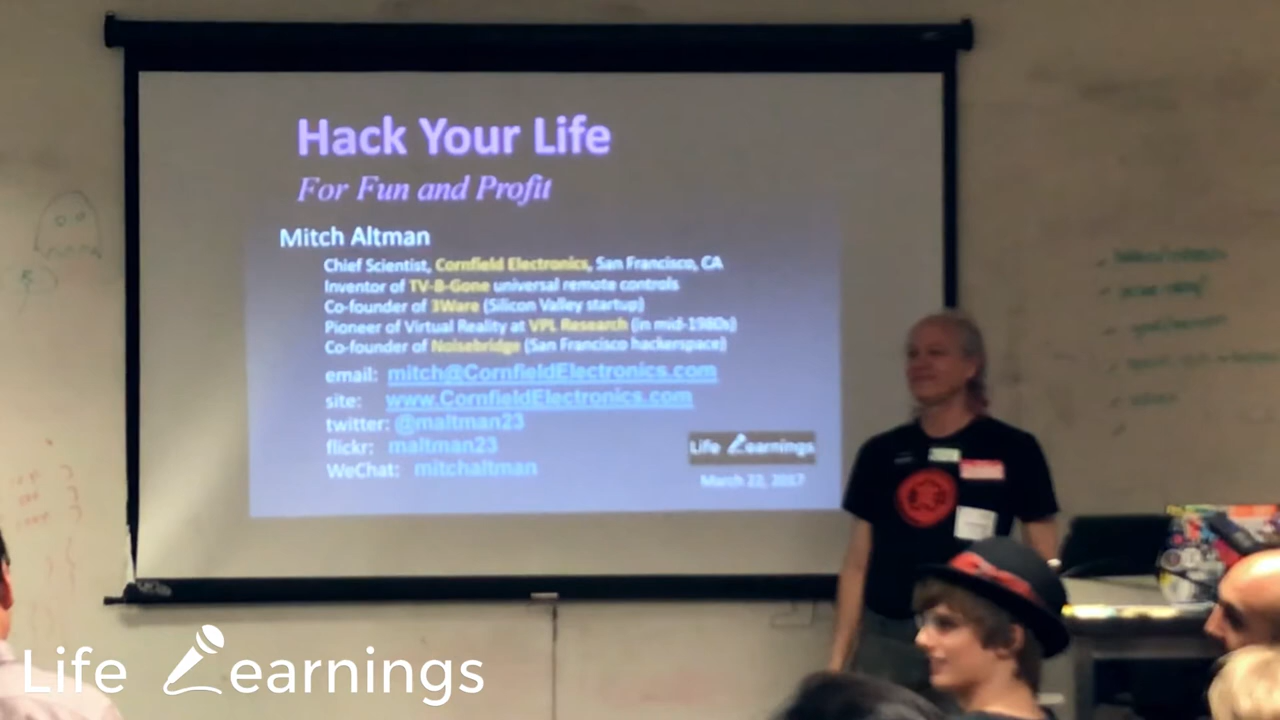 Hack Your Life
For Fun and Profit
Mitch Altman
Chief Scientist, Cornfield Electronics, San Francisco, CA
Inventor of TV-B-Gone universal remote controls
Co-founder of 3Ware (Silicon Valley startup)
Pioneer of Virtual Reality at VPL Research (in mid-1980s)
Co-founder of Noisebridge (San Francisco hackerspace)
email: mitch@CornfieldElectronics.com
site: www.CornfieldElectronics.com
twitter: @maltman23
flickr: maltman23
WeChat: mitchaltman
Life Learnings
March 22, 2017
Life Learnings